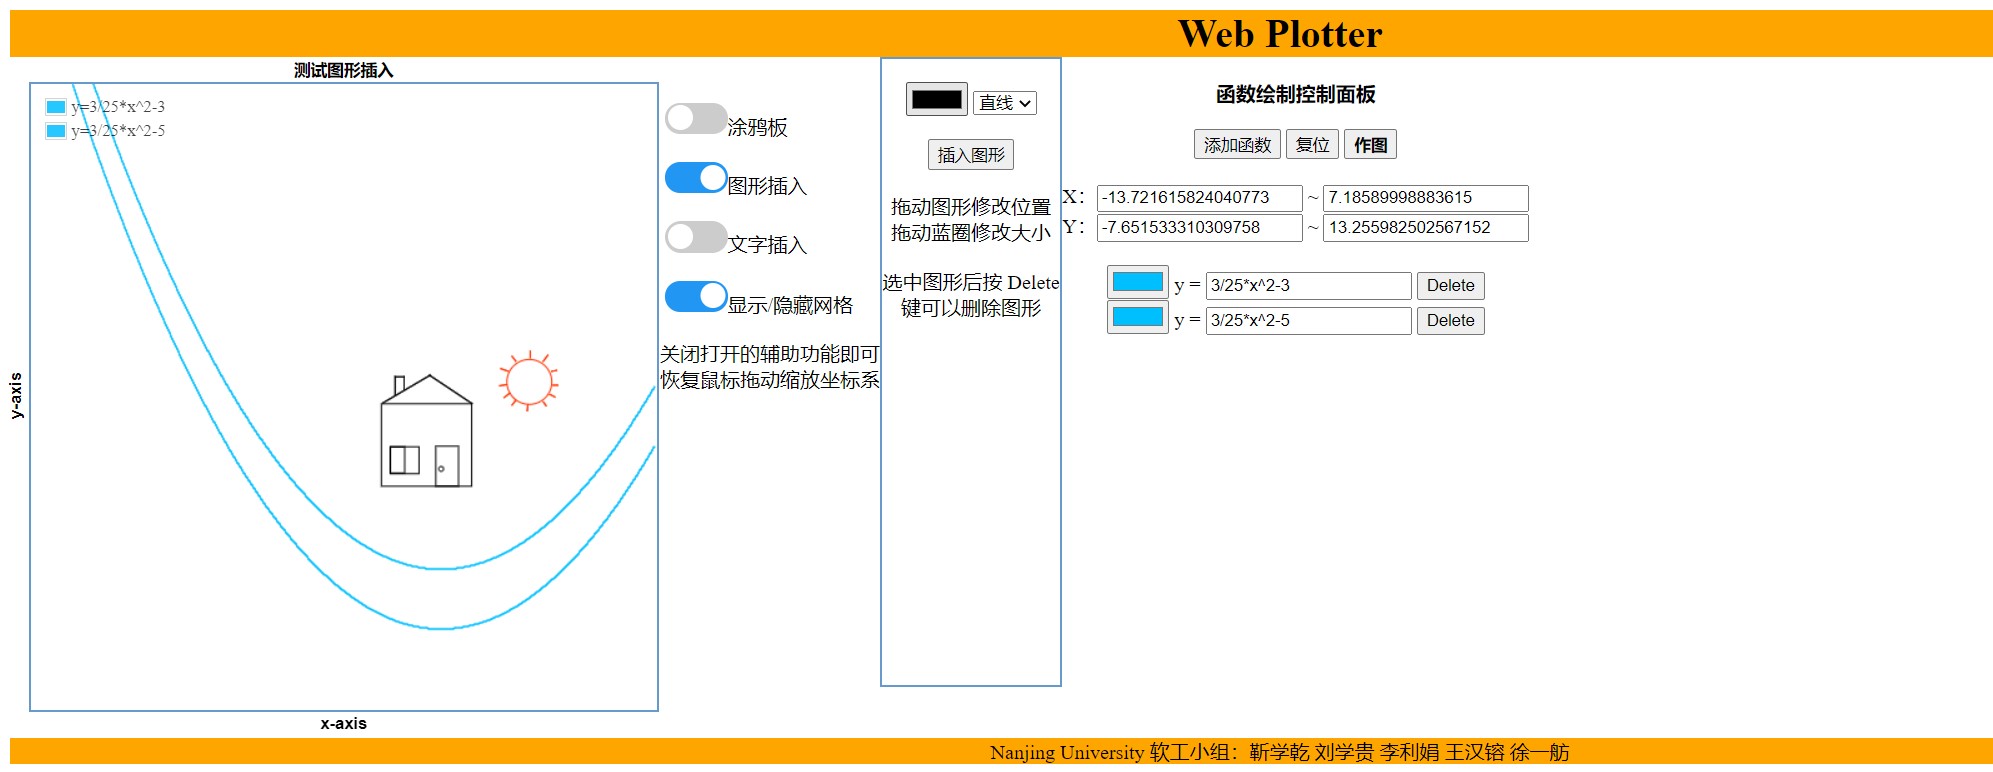 Web Plotter
测试图形插入
y=3/25*x^2-3
y=3/25*x^2-5
y-axis
x-axis
涂鸦板
图形插入
文字插入
显示/隐藏网格
关闭打开的辅助功能即可
恢复鼠标拖动缩放坐标系
直线
插入图形
拖动图形修改位置
拖动蓝圈修改大小
选中图形后按 Delete
键可以删除图形
函数绘制控制面板
添加函数 复位 作图
X: -13.721615824040773 ~ 7.18589998883615
Y: -7.651533310309758 ~ 13.255982502567152
y = 3/25*x^2-3 Delete
y = 3/25*x^2-5 Delete
Nanjing University 软工小组：靳学乾 刘学贵 李利娟 王汉镕 徐一舫